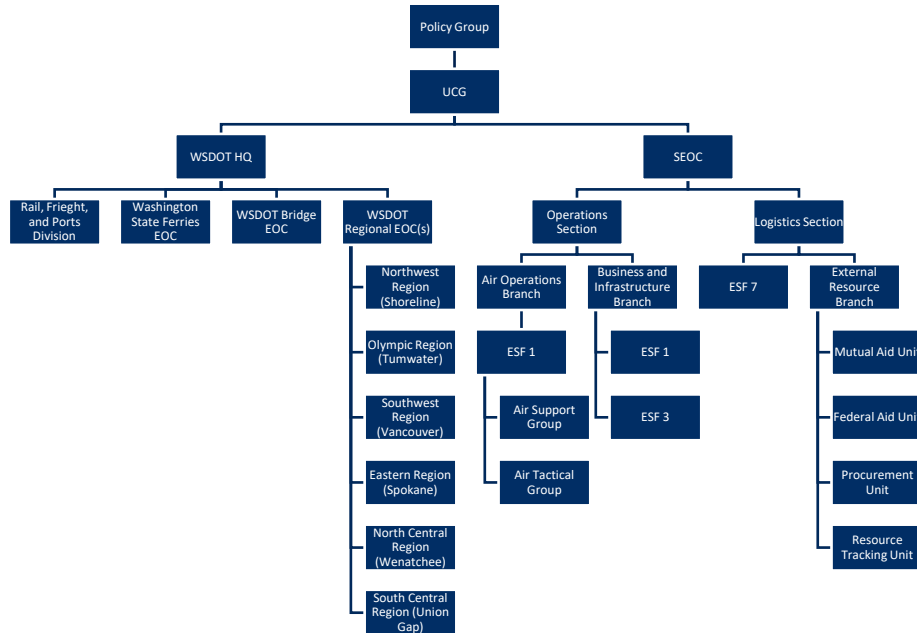 Policy Group
UCG
WSDOT HQ
SEOC
Rail, Frieght,
and Ports
Division
Washington
State Ferries
EOC
WSDOT Bridge
EOC
WSDOT
Regional EOC(s)
Operations
Section
Logistics Section
Northwest
Region
(Shoreline)
Olympic Region
(Tumwater)
Southwest
Region
(Vancouver)
Eastern Region
(Spokane)
North Central
Region
(Wenatchee)
South Central
Region (Union
Gap)
Air Operations
Branch
ESF 1
Air Support
Group
Air Tactical
Group
Business and
Infrastructure
Branch
ESF 1
ESF 3
ESF 7
External
Resource
Branch
Mutual Aid Unit
Federal Aid Unit
Procurement
Unit
Resource
Tracking Unit